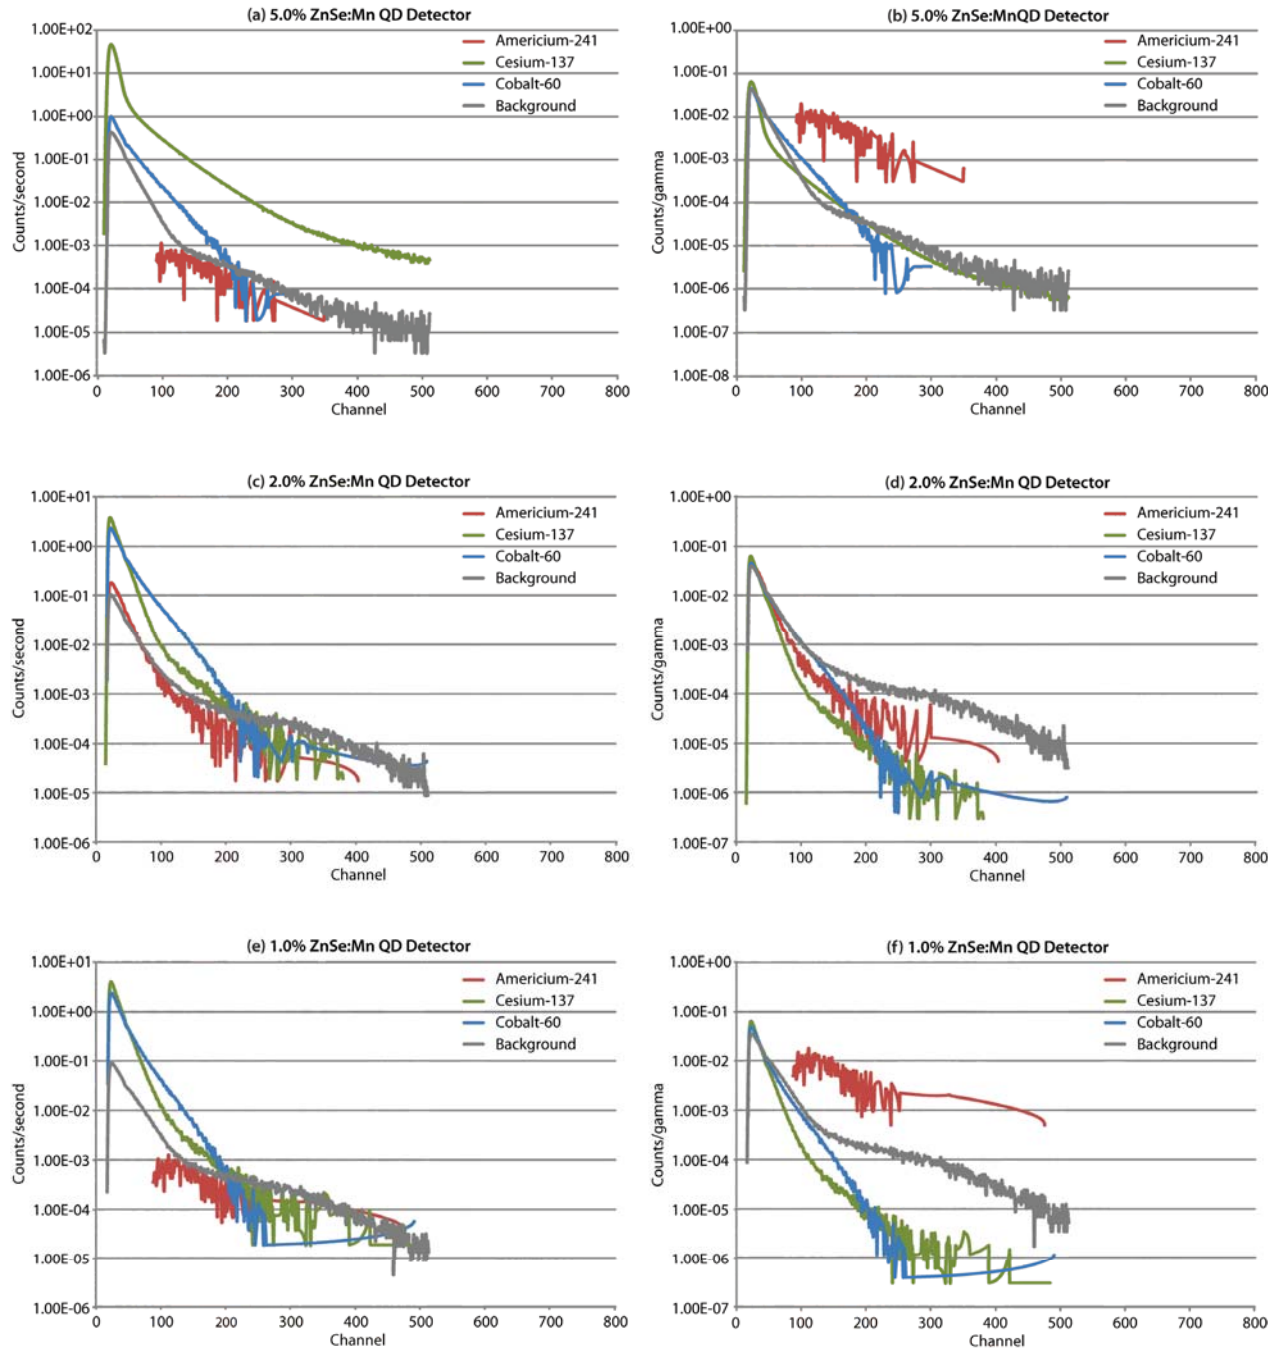 (a) 5.0% ZnSe:Mn QD Detector
1.00E+02
1.00E+01
1.00E+00
1.00E-01
1.00E-02
1.00E-03
1.00E-04
1.00E-05
1.00E-06
Counts/second
Americium-241
Cesium-137
Cobalt-60
Background
0 100 200 300 400 500 600 700 800
Channel
(b) 5.0% ZnSe:MnQD Detector
1.00E+00
1.00E-01
1.00E-02
1.00E-03
1.00E-04
1.00E-05
1.00E-06
1.00E-07
1.00E-08
Counts/gamma
Americium-241
Cesium-137
Cobalt-60
Background
0 100 200 300 400 500 600 700 800
Channel
(c) 2.0% ZnSe:Mn QD Detector
1.00E+01
1.00E+00
1.00E-01
1.00E-02
1.00E-03
1.00E-04
1.00E-05
1.00E-06
Counts/second
Americium-241
Cesium-137
Cobalt-60
Background
0 100 200 300 400 500 600 700 800
Channel
(d) 2.0% ZnSe:Mn QD Detector
1.00E+00
1.00E-01
1.00E-02
1.00E-03
1.00E-04
1.00E-05
1.00E-06
1.00E-07
Counts/gamma
Americium-241
Cesium-137
Cobalt-60
Background
0 100 200 300 400 500 600 700 800
Channel
(e) 1.0% ZnSe:Mn QD Detector
1.00E+01
1.00E+00
1.00E-01
1.00E-02
1.00E-03
1.00E-04
1.00E-05
1.00E-06
Counts/second
Americium-241
Cesium-137
Cobalt-60
Background
0 100 200 300 400 500 600 700 800
Channel
(f) 1.0% ZnSe:Mn QD Detector
1.00E+00
1.00E-01
1.00E-02
1.00E-03
1.00E-04
1.00E-05
1.00E-06
1.00E-07
Counts/gamma
Americium-241
Cesium-137
Cobalt-60
Background
0 100 200 300 400 500 600 700 800
Channel